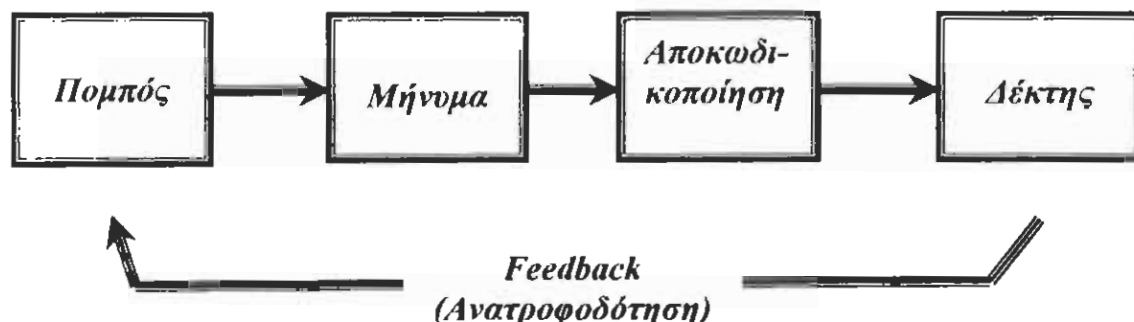 Πομπός
Μήνυμα
Αποκωδι-
κοποίηση
Δέκτης
Feedback
(Ανατροφοδότηση)